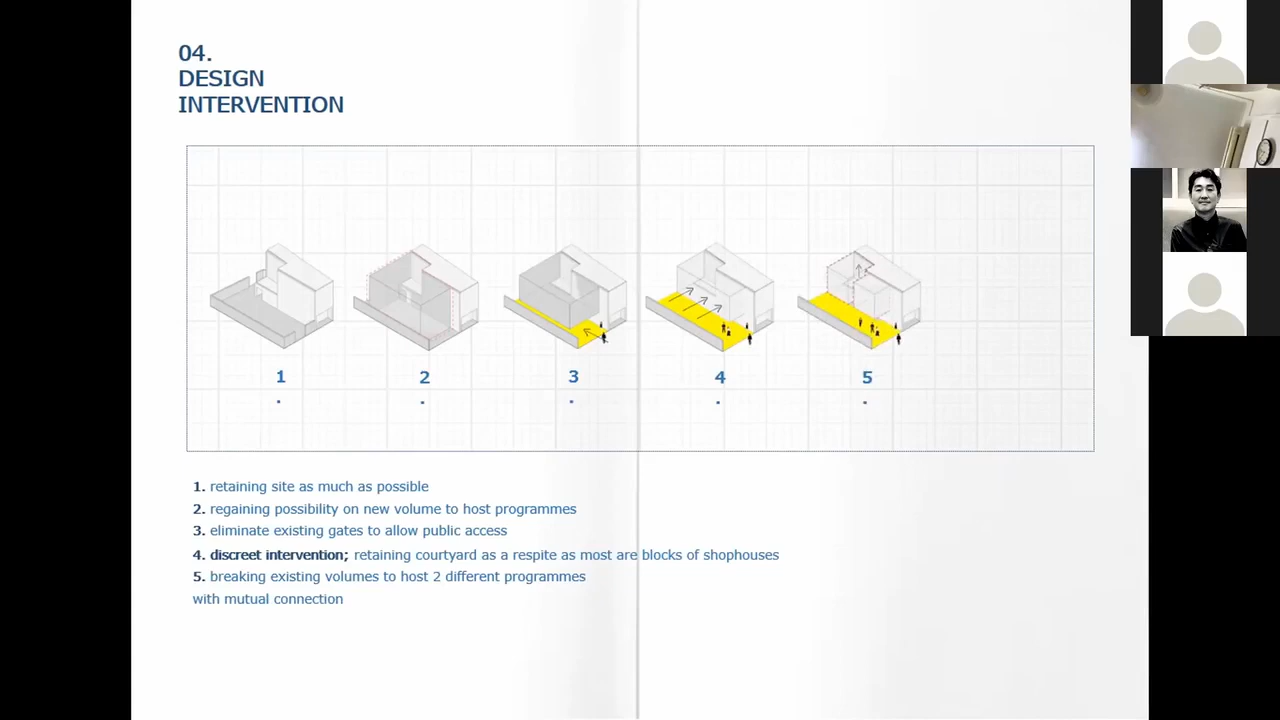 04.
DESIGN
INTERVENTION
1 2 3 4 5
1. retaining site as much as possible
2. regaining possibility on new volume to host programmes
3. eliminate existing gates to allow public access
4. discreet intervention; retaining courtyard as a respite as most are blocks of shophouses
5. breaking existing volumes to host 2 different programmes
with mutual connection